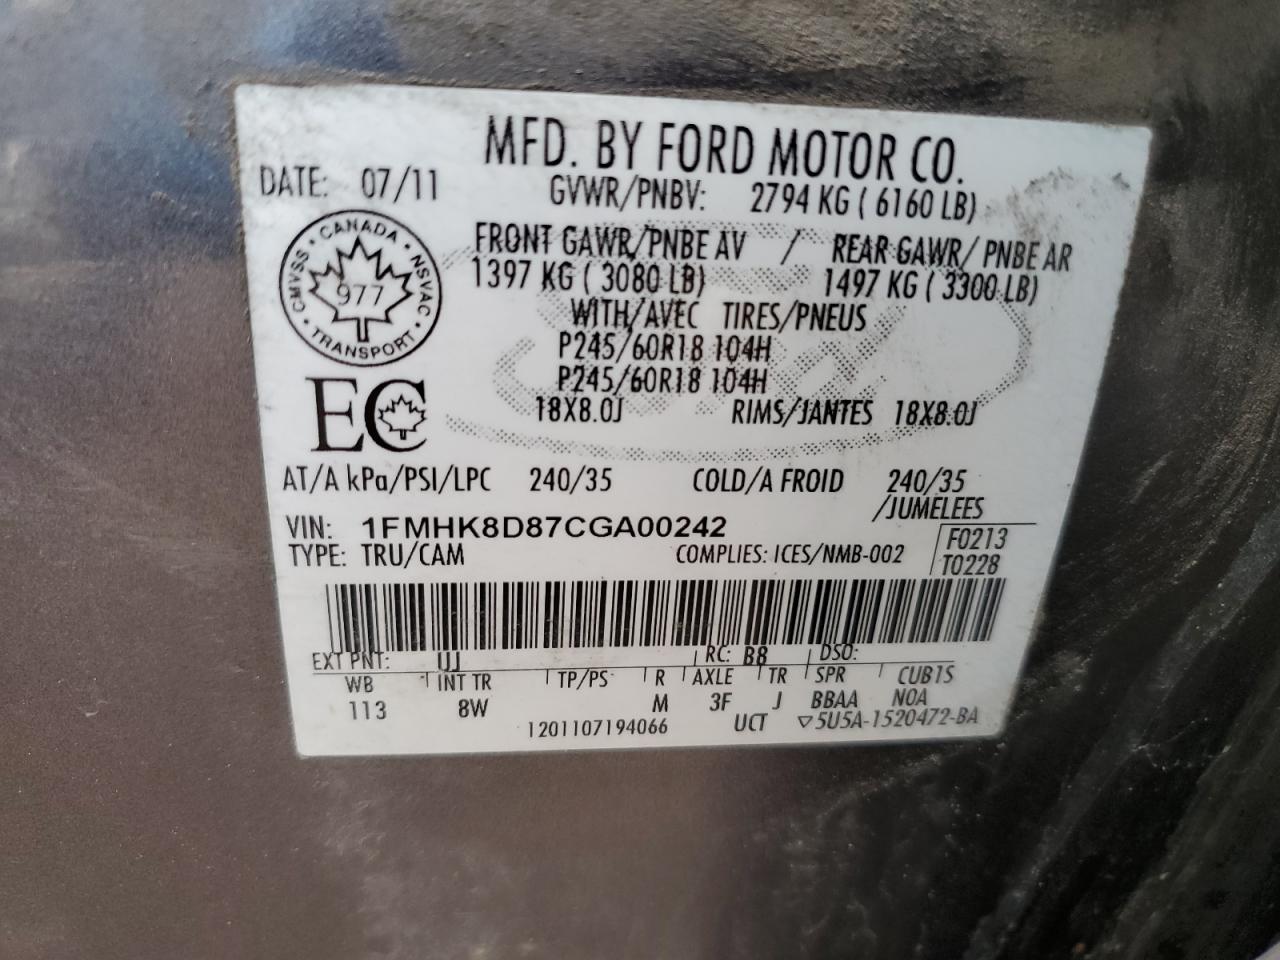 MFD. BY FORD MOTOR CO.
DATE: 07/11 GVWR/PNBV: 2794 KG ( 6160 LB)
FRONT GAWR/PNBE AV / REAR GAWR/ PNBE AR
1397 KG ( 3080 LB) 1497 KG ( 3300 LB)
WITH/AVEC TIRES/PNEUS
P245/60R18 104H
P245/60R18 104H
18X8.0J RIMS/JANTES 18X8.0J
CANADA • NSVAC • TRANSPORT • CMVSS •
977
EC
AT/A kPa/PSI/LPC 240/35 COLD/A FROID 240/35
/JUMELEES
VIN: 1FMHK8D87CGA00242 F0213
TYPE: TRU/CAM COMPLIES: ICES/NMB-002 T0228
EXT PNT: UJ RC: B8 DSO:
WB INT TR TP/PS R AXLE TR SPR CUB1S
113 8W M 3F J BBAA NOA
1201107194066 UCT ▽5U5A-1520472-BA